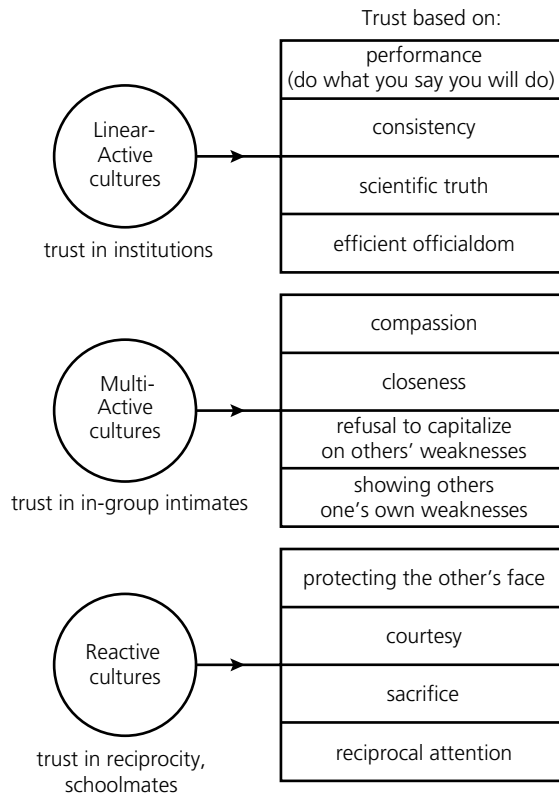 Trust based on:
performance
(do what you say you will do)
consistency
scientific truth
efficient officialdom
Linear-
Active
cultures
trust in institutions
compassion
closeness
refusal to capitalize
on others’ weaknesses
showing others
one’s own weaknesses
Multi-
Active
cultures
trust in in-group intimates
protecting the other’s face
courtesy
sacrifice
reciprocal attention
Reactive
cultures
trust in reciprocity,
schoolmates